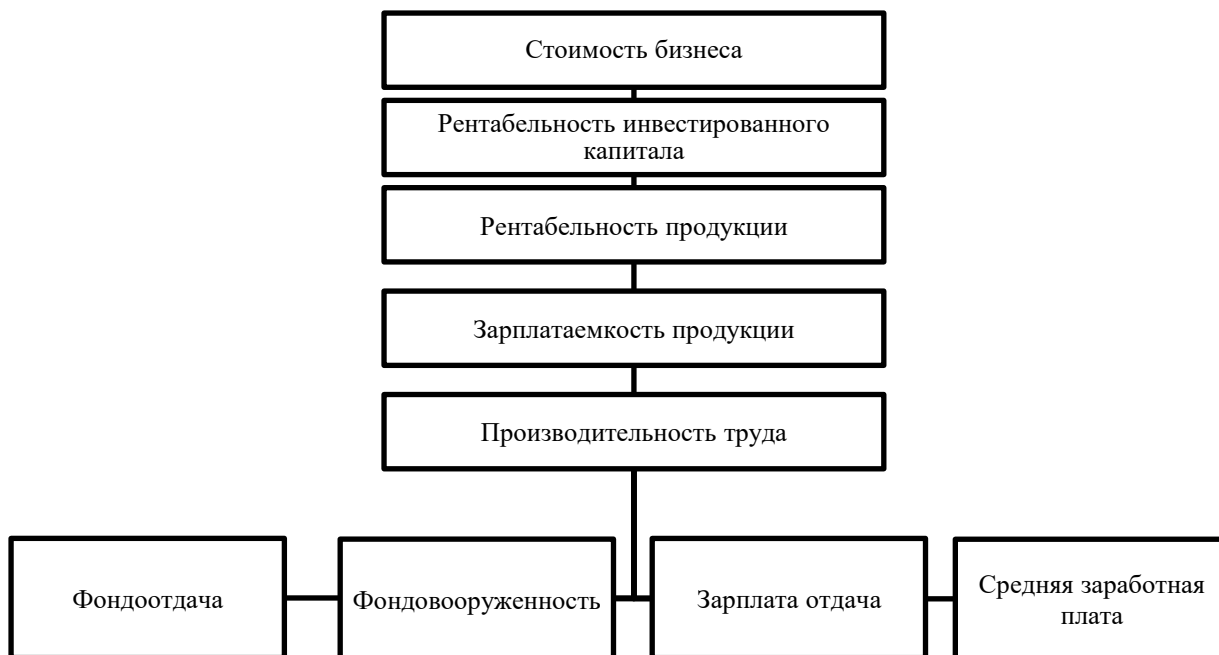 Стоимость бизнеса
Рентабельность инвестированного
капитала
Рентабельность продукции
Зарплатаемкость продукции
Производительность труда
Фондоотдача
Фондовооруженность
Зарплата отдача
Средняя заработная
плата